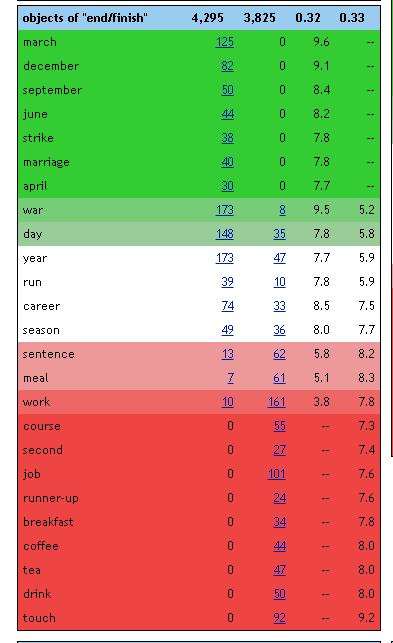 objects of "end/finish" 4,295 3,825 0.32 0.33
march 125 0 9.6 --
december 82 0 9.1 --
september 50 0 8.4 --
june 44 0 8.2 --
strike 38 0 7.8 --
marriage 40 0 7.8 --
april 30 0 7.7 --
war 173 8 9.5 5.2
day 148 35 7.8 5.8
year 173 47 7.7 5.9
run 39 10 7.8 5.9
career 74 33 8.5 7.5
season 49 36 8.0 7.7
sentence 13 62 5.8 8.2
meal 7 61 5.1 8.3
work 10 161 3.8 7.8
course 0 55 -- 7.3
second 0 27 -- 7.4
job 0 101 -- 7.6
runner-up 0 24 -- 7.6
breakfast 0 34 -- 7.8
coffee 0 44 -- 8.0
tea 0 47 -- 8.0
drink 0 50 -- 8.0
touch 0 92 -- 9.2